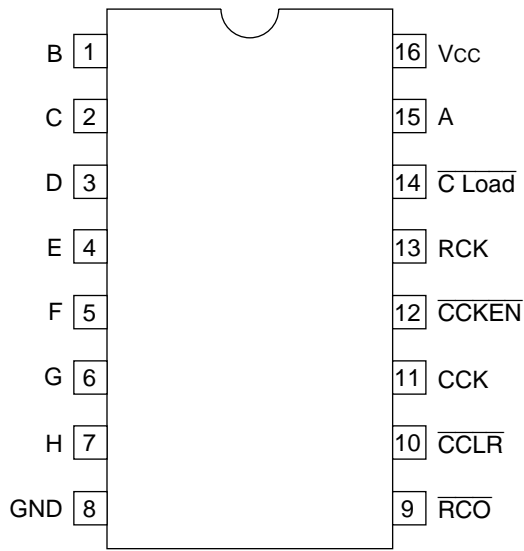 B 1 16 Vcc
C 2 15 A
D 3 14 C Load
E 4 13 RCK
F 5 12 CCKEN
G 6 11 CCK
H 7 10 CCLR
GND 8 9 RCO